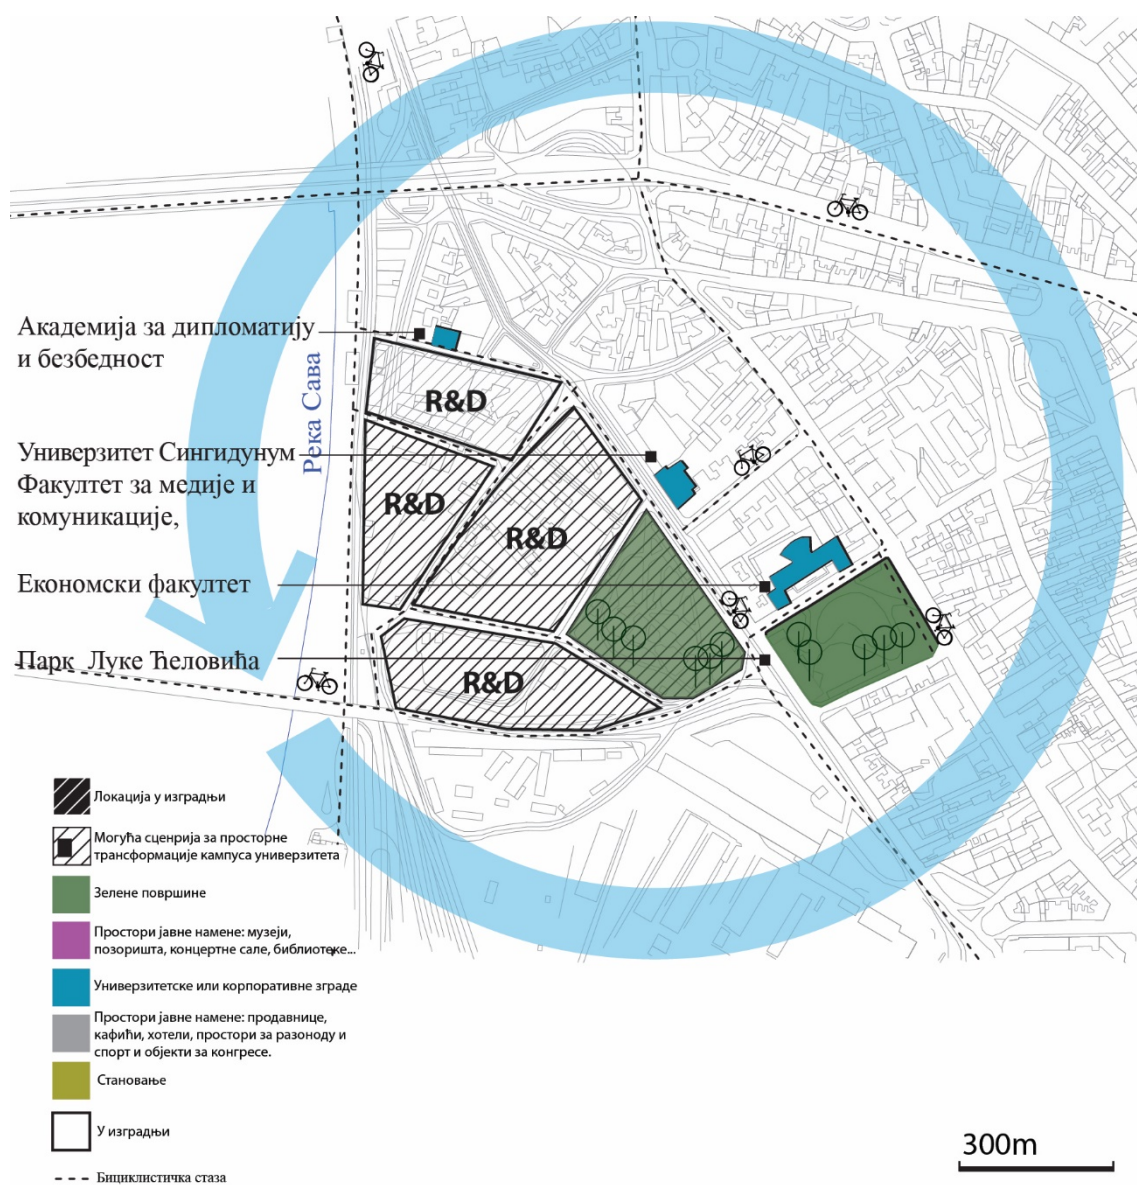 Академија за дипломатију
и безбедност
Река Сава
R&D
Универзитет Сингидунум
Факултет за медије и
комуникације,
R&D
R&D
Економски факултет
Парк Луке Ћеловића
R&D
Локација у изградњи
Могућа сценрија за просторне
трансформације кампуса универзитета
Зелене површине
Простори јавне намене: музеји,
позоришта, концертне сале, библиотеке...
Универзитетске или корпоративне зграде
Простори јавне намене: продавнице,
кафићи, хотели, простори за разоноду и
спорт и објекти за конгресе.
Становање
У изградњи
Бициклистичка стаза
300m